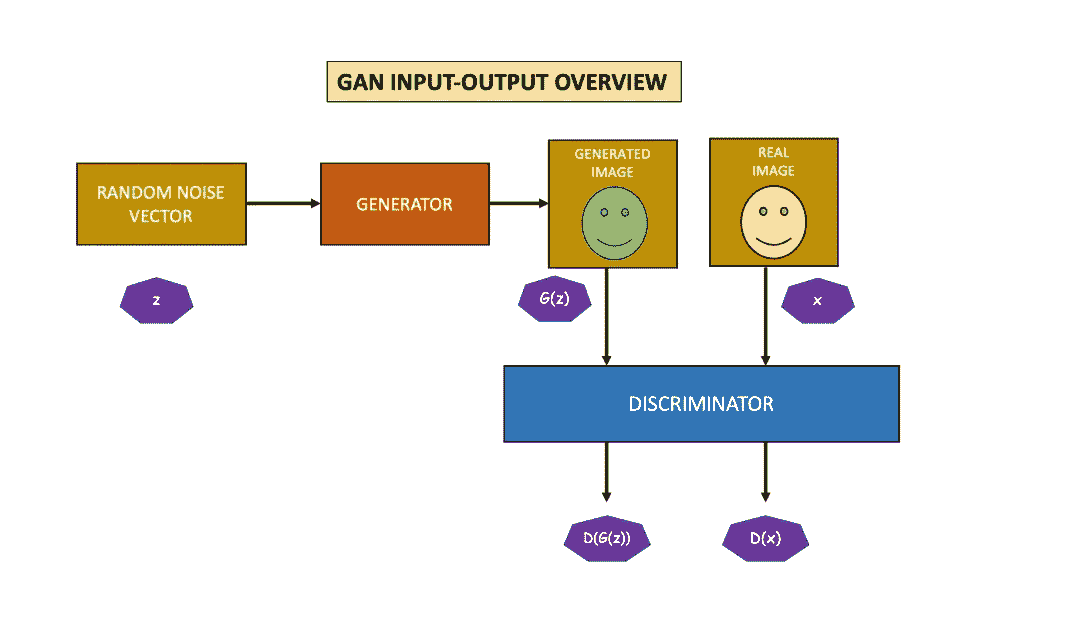 GAN INPUT-OUTPUT OVERVIEW
RANDOM NOISE
VECTOR
GENERATOR
GENERATED
IMAGE
REAL
IMAGE
z
G(z)
x
DISCRIMINATOR
D(G(z))
D(x)